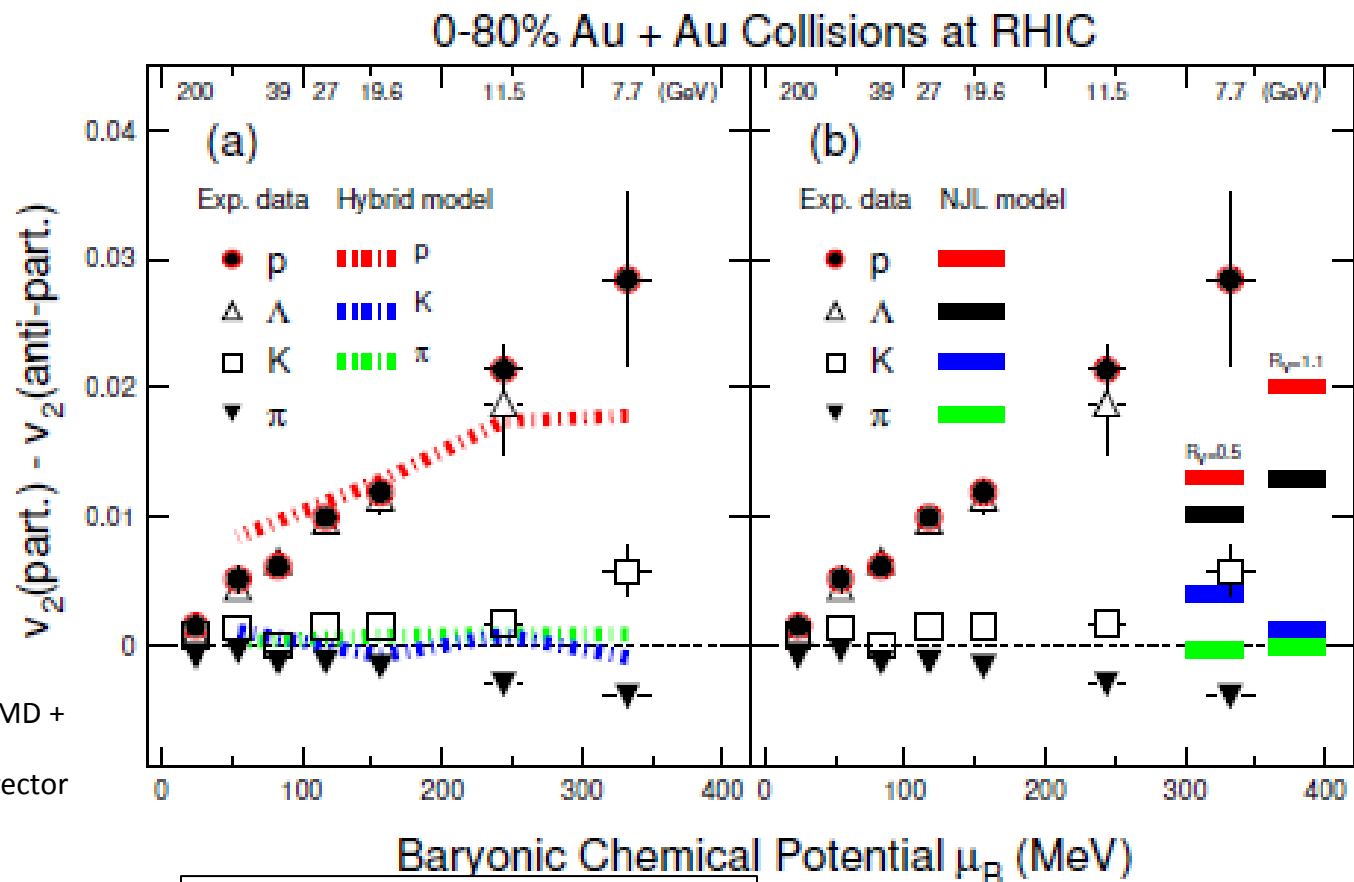 0-80% Au + Au Collisions at RHIC
200 39 27 19.6 11.5 7.7 (GeV)
200 39 27 19.6 11.5 7.7 (GeV)
(a)
(b)
Exp. data Hybrid model
Exp. data NJL model
p p
Λ K
K π
π
p
Λ
K
π
R_V=1.1
R_V=0.5
0.04
0.03
0.02
0.01
0
v₂(part.) - v₂(anti-part.)
MD +
ector
0 100 200 300 400
0 100 200 300 400
Baryonic Chemical Potential μ_B (MeV)